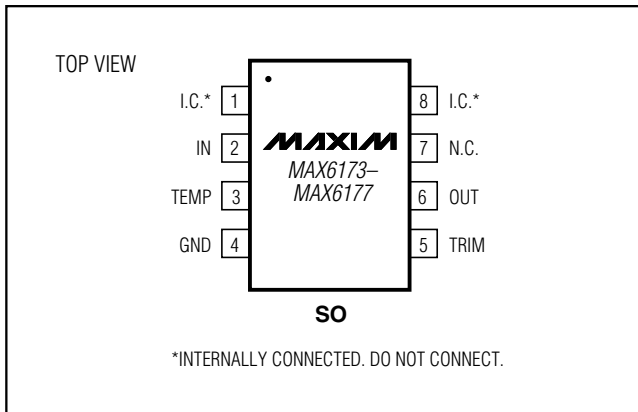 TOP VIEW
I.C.* 1 8 I.C.*
IN 2 MAXIM 7 N.C.
MAX6173–
TEMP 3 MAX6177 6 OUT
GND 4 5 TRIM
SO
*INTERNALLY CONNECTED. DO NOT CONNECT.